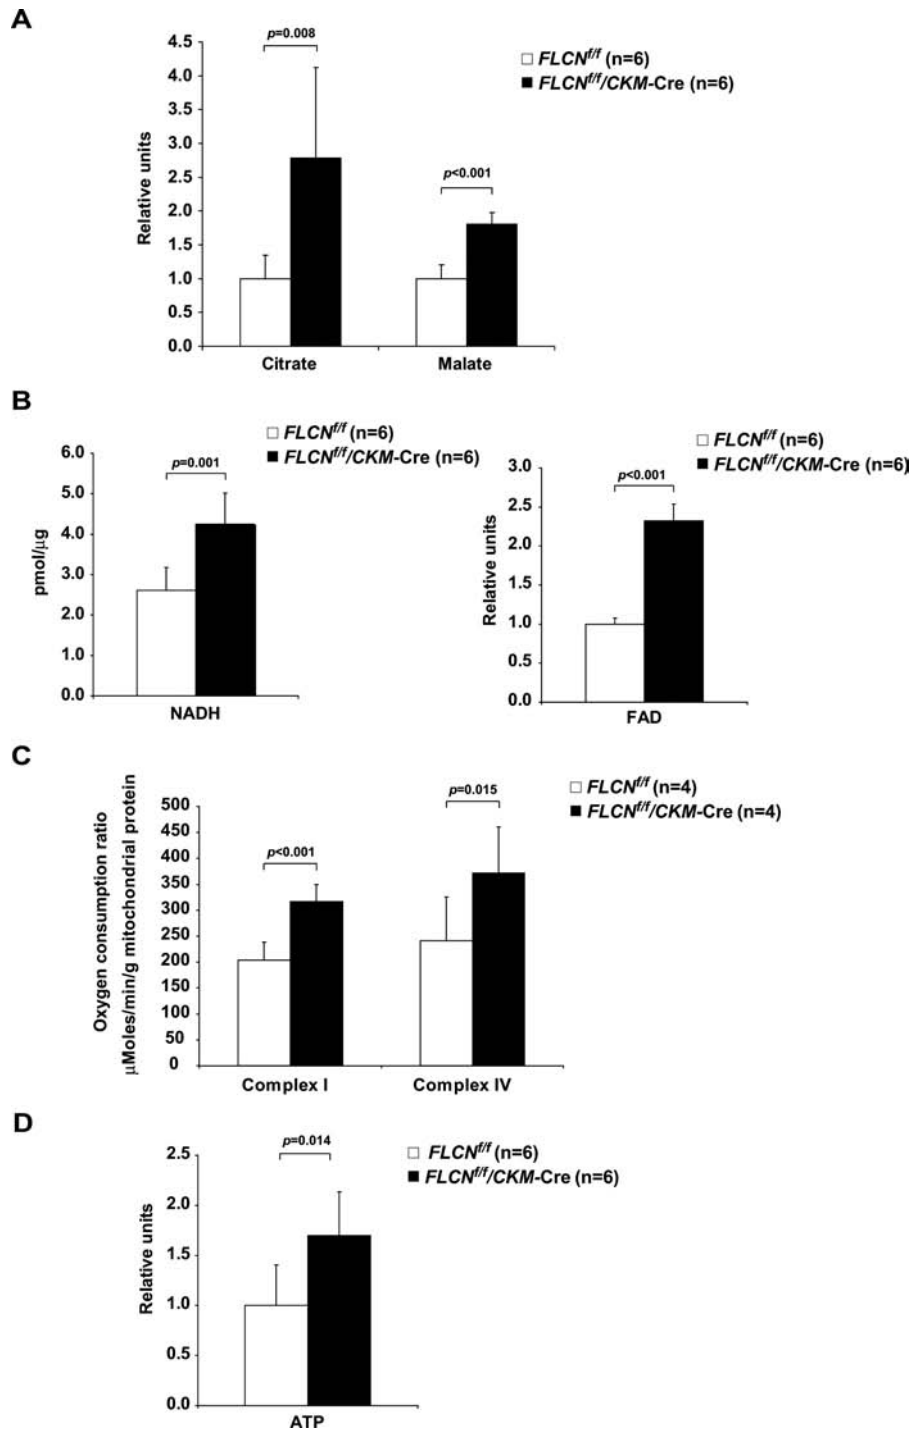 A
4.5
4.0
3.5
3.0
2.5
2.0
1.5
1.0
0.5
0.0
Relative units
p=0.008
p<0.001
FLCNf/f (n=6)
FLCNf/f/CKM-Cre (n=6)
Citrate
Malate
B
FLCNf/f (n=6)
FLCNf/f/CKM-Cre (n=6)
6.0
5.0
4.0
3.0
2.0
1.0
0.0
pmol/µg
p=0.001
NADH
FLCNf/f (n=6)
FLCNf/f/CKM-Cre (n=6)
3.0
2.5
2.0
1.5
1.0
0.5
0.0
Relative units
p<0.001
FAD
C
Oxygen consumption ratio
µMoles/min/g mitochondrial protein
500
450
400
350
300
250
200
150
100
50
0
p<0.001
p=0.015
FLCNf/f (n=4)
FLCNf/f/CKM-Cre (n=4)
Complex I
Complex IV
D
2.5
2.0
1.5
1.0
0.5
0.0
Relative units
p=0.014
FLCNf/f (n=6)
FLCNf/f/CKM-Cre (n=6)
ATP